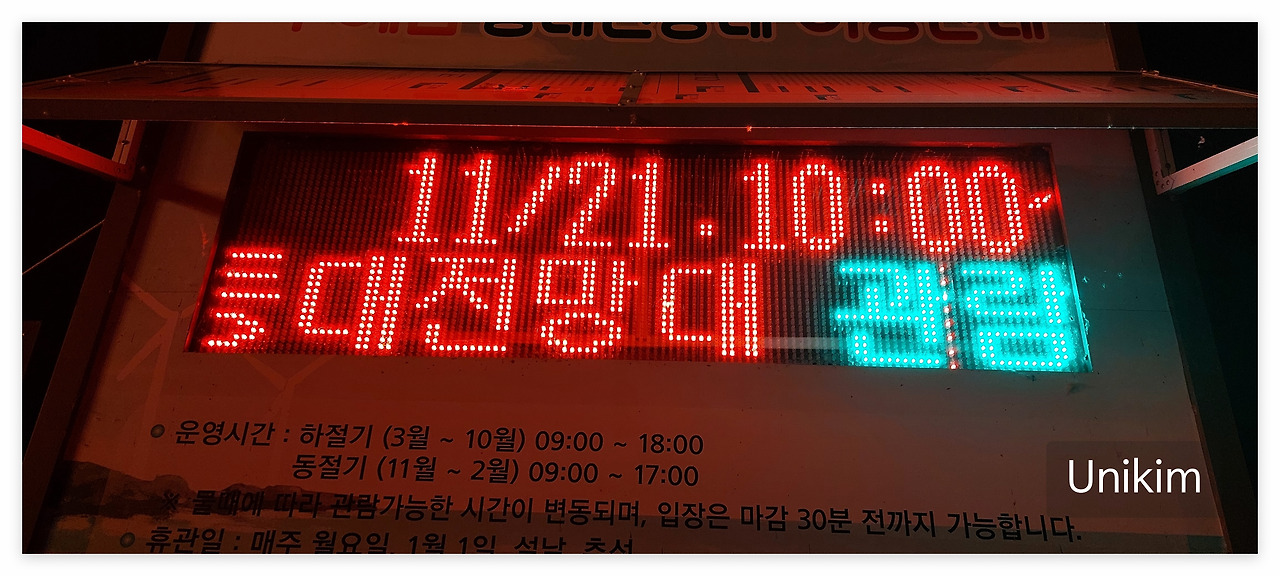 11/21.10:00~
등대전망대 관람
운영시간 : 하절기 (3월 ~ 10월) 09:00 ~ 18:00
동절기 (11월 ~ 2월) 09:00 ~ 17:00
※ 물때에 따라 관람가능한 시간이 변동되며, 입장은 마감 30분 전까지 가능합니다.
휴관일 : 매주 월요일, 1월 1일, 설날, 추석
Unikim